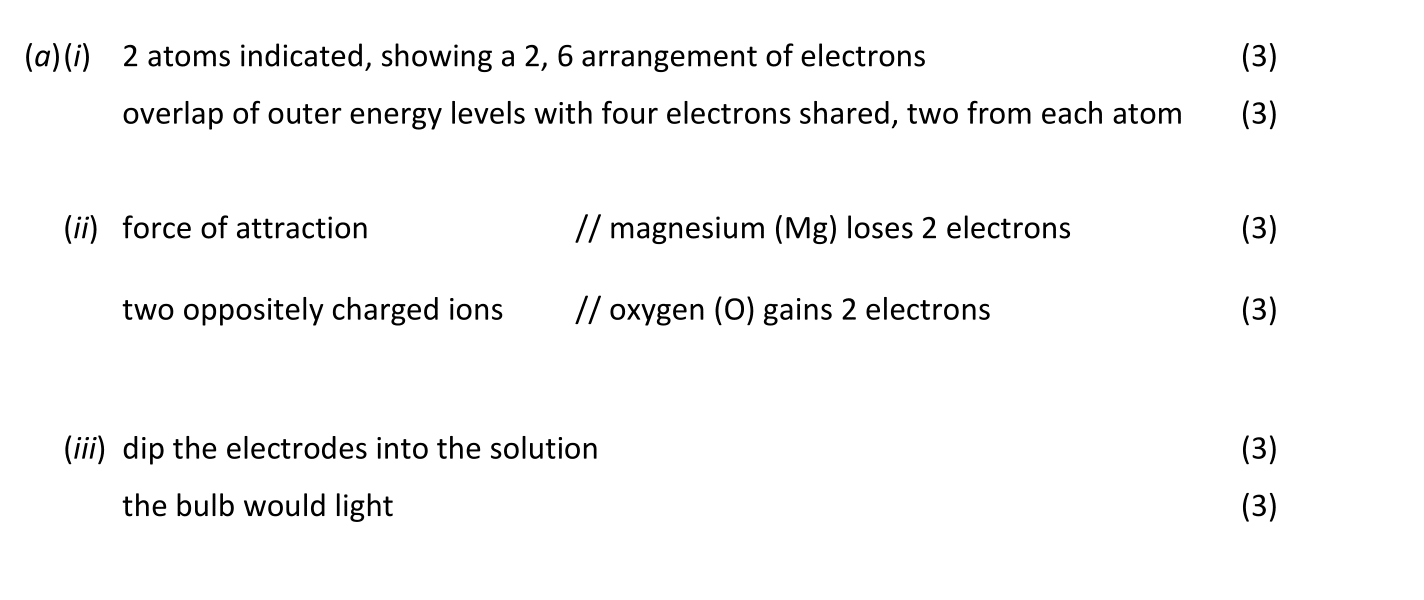 (a)(i) 2 atoms indicated, showing a 2, 6 arrangement of electrons (3)
overlap of outer energy levels with four electrons shared, two from each atom (3)
(ii) force of attraction // magnesium (Mg) loses 2 electrons (3)
two oppositely charged ions // oxygen (O) gains 2 electrons (3)
(iii) dip the electrodes into the solution (3)
the bulb would light (3)